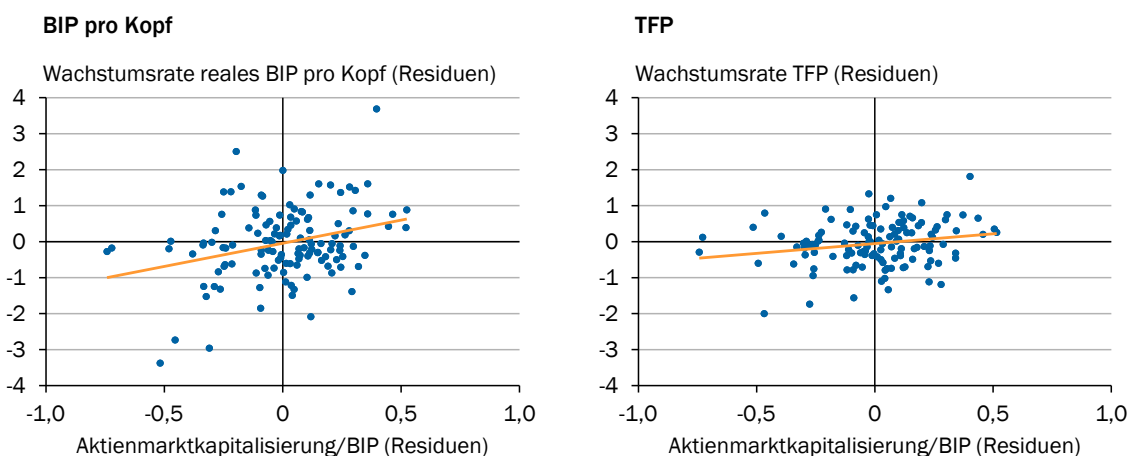 BIP pro Kopf
Wachstumsrate reales BIP pro Kopf (Residuen)
4
3
2
1
0
-1
-2
-3
-4
-1,0 -0,5 0 0,5 1,0
Aktienmarktkapitalisierung/BIP (Residuen)
TFP
Wachstumsrate TFP (Residuen)
4
3
2
1
0
-1
-2
-3
-4
-1,0 -0,5 0 0,5 1,0
Aktienmarktkapitalisierung/BIP (Residuen)